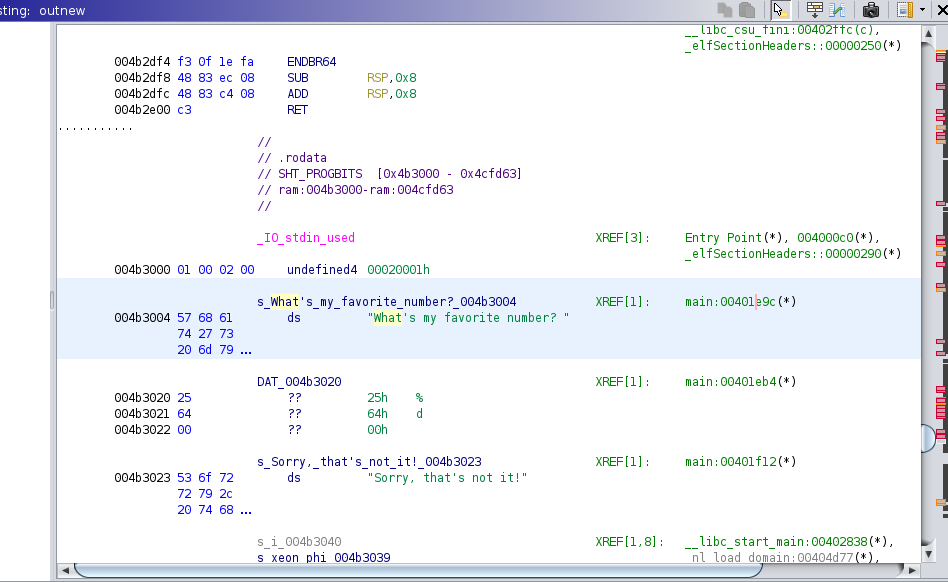 sting: outnew
__libc_csu_fini:00402ffc(c),
_elfSectionHeaders::00000250(*)
004b2df4 f3 0f 1e fa ENDBR64
004b2df8 48 83 ec 08 SUB RSP,0x8
004b2dfc 48 83 c4 08 ADD RSP,0x8
004b2e00 c3 RET
...........
//
// .rodata
// SHT_PROGBITS [0x4b3000 - 0x4cfd63]
// ram:004b3000-ram:004cfd63
//
_IO_stdin_used XREF[3]: Entry Point(*), 004000c0(*),
_elfSectionHeaders::00000290(*)
004b3000 01 00 02 00 undefined4 00020001h
s_What's_my_favorite_number?_004b3004 XREF[1]: main:00401e9c(*)
004b3004 57 68 61 ds "What's my favorite number? "
74 27 73
20 6d 79 ...
DAT_004b3020 XREF[1]: main:00401eb4(*)
004b3020 25 ?? 25h %
004b3021 64 ?? 64h d
004b3022 00 ?? 00h
s_Sorry,_that's_not_it!_004b3023 XREF[1]: main:00401f12(*)
004b3023 53 6f 72 ds "Sorry, that's not it!"
72 79 2c
20 74 68 ...
s_i_004b3040 XREF[1,8]: __libc_start_main:00402838(*),
s_xeon_phi_004b3039 _nl_load_domain:00404d77(*),